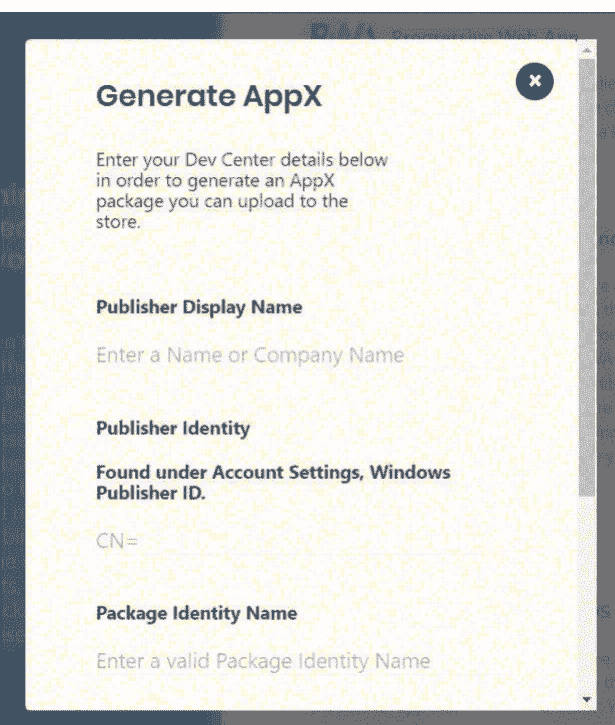 Generate AppX
Enter your Dev Center details below
in order to generate an AppX
package you can upload to the
store.
Publisher Display Name
Enter a Name or Company Name
Publisher Identity
Found under Account Settings, Windows
Publisher ID.
CN=
Package Identity Name
Enter a valid Package Identity Name